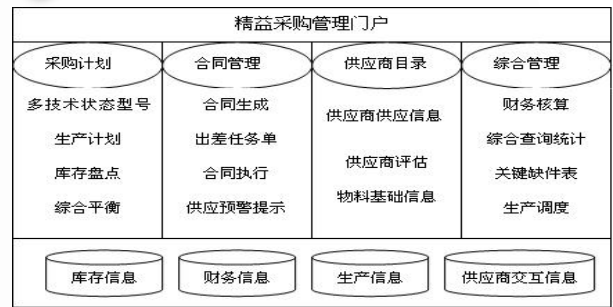 精益采购管理门户
采购计划 合同管理 供应商目录 综合管理
多技术状态型号
生产计划
库存盘点
综合平衡
合同生成
出差任务单
合同执行
供应预警提示
供应商供应信息
供应商评估
物料基础信息
财务核算
综合查询统计
关键缺件表
生产调度
库存信息 财务信息 生产信息 供应商交互信息